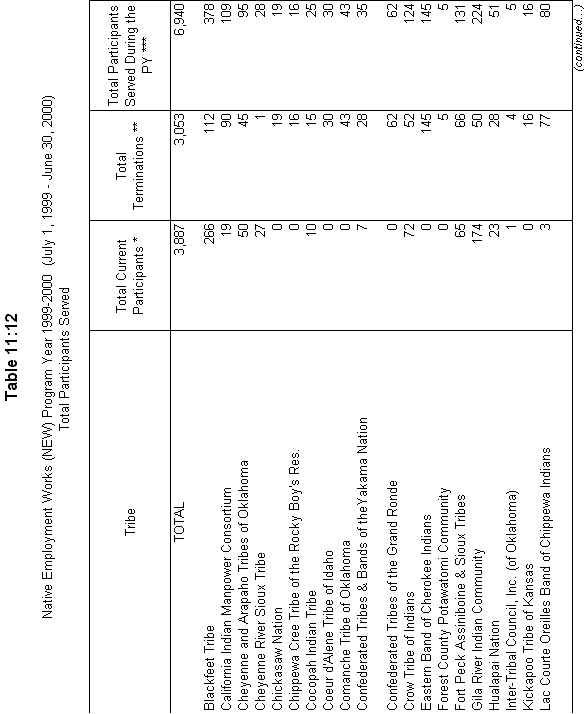 Table 11:12
Native Employment Works (NEW) Program Year 1999-2000 (July 1, 1999 - June 30, 2000)
Total Participants Served
Tribe Total Current Participants * Total Terminations ** Total Participants Served During the PY ***
TOTAL 3,887 3,053 6,940
Blackfeet Tribe 266 112 378
California Indian Manpower Consortium 19 90 109
Cheyenne and Arapaho Tribes of Oklahoma 50 45 95
Cheyenne River Sioux Tribe 27 1 28
Chickasaw Nation 0 19 19
Chippewa Cree Tribe of the Rocky Boy's Res. 0 16 16
Cocopah Indian Tribe 10 15 25
Coeur d'Alene Tribe of Idaho 0 30 30
Comanche Tribe of Oklahoma 0 43 43
Confederated Tribes & Bands of theYakama Nation 7 28 35
Confederated Tribes of the Grand Ronde 0 62 62
Crow Tribe of Indians 72 52 124
Eastern Band of Cherokee Indians 0 145 145
Forest County Potawatomi Community 0 5 5
Fort Peck Assiniboine & Sioux Tribes 65 66 131
Gila River Indian Community 174 50 224
Hualapai Nation 23 28 51
Inter-Tribal Council, Inc. (of Oklahoma) 1 4 5
Kickapoo Tribe of Kansas 0 16 16
Lac Courte Oreilles Band of Chippewa Indians 3 77 80
(continued...)